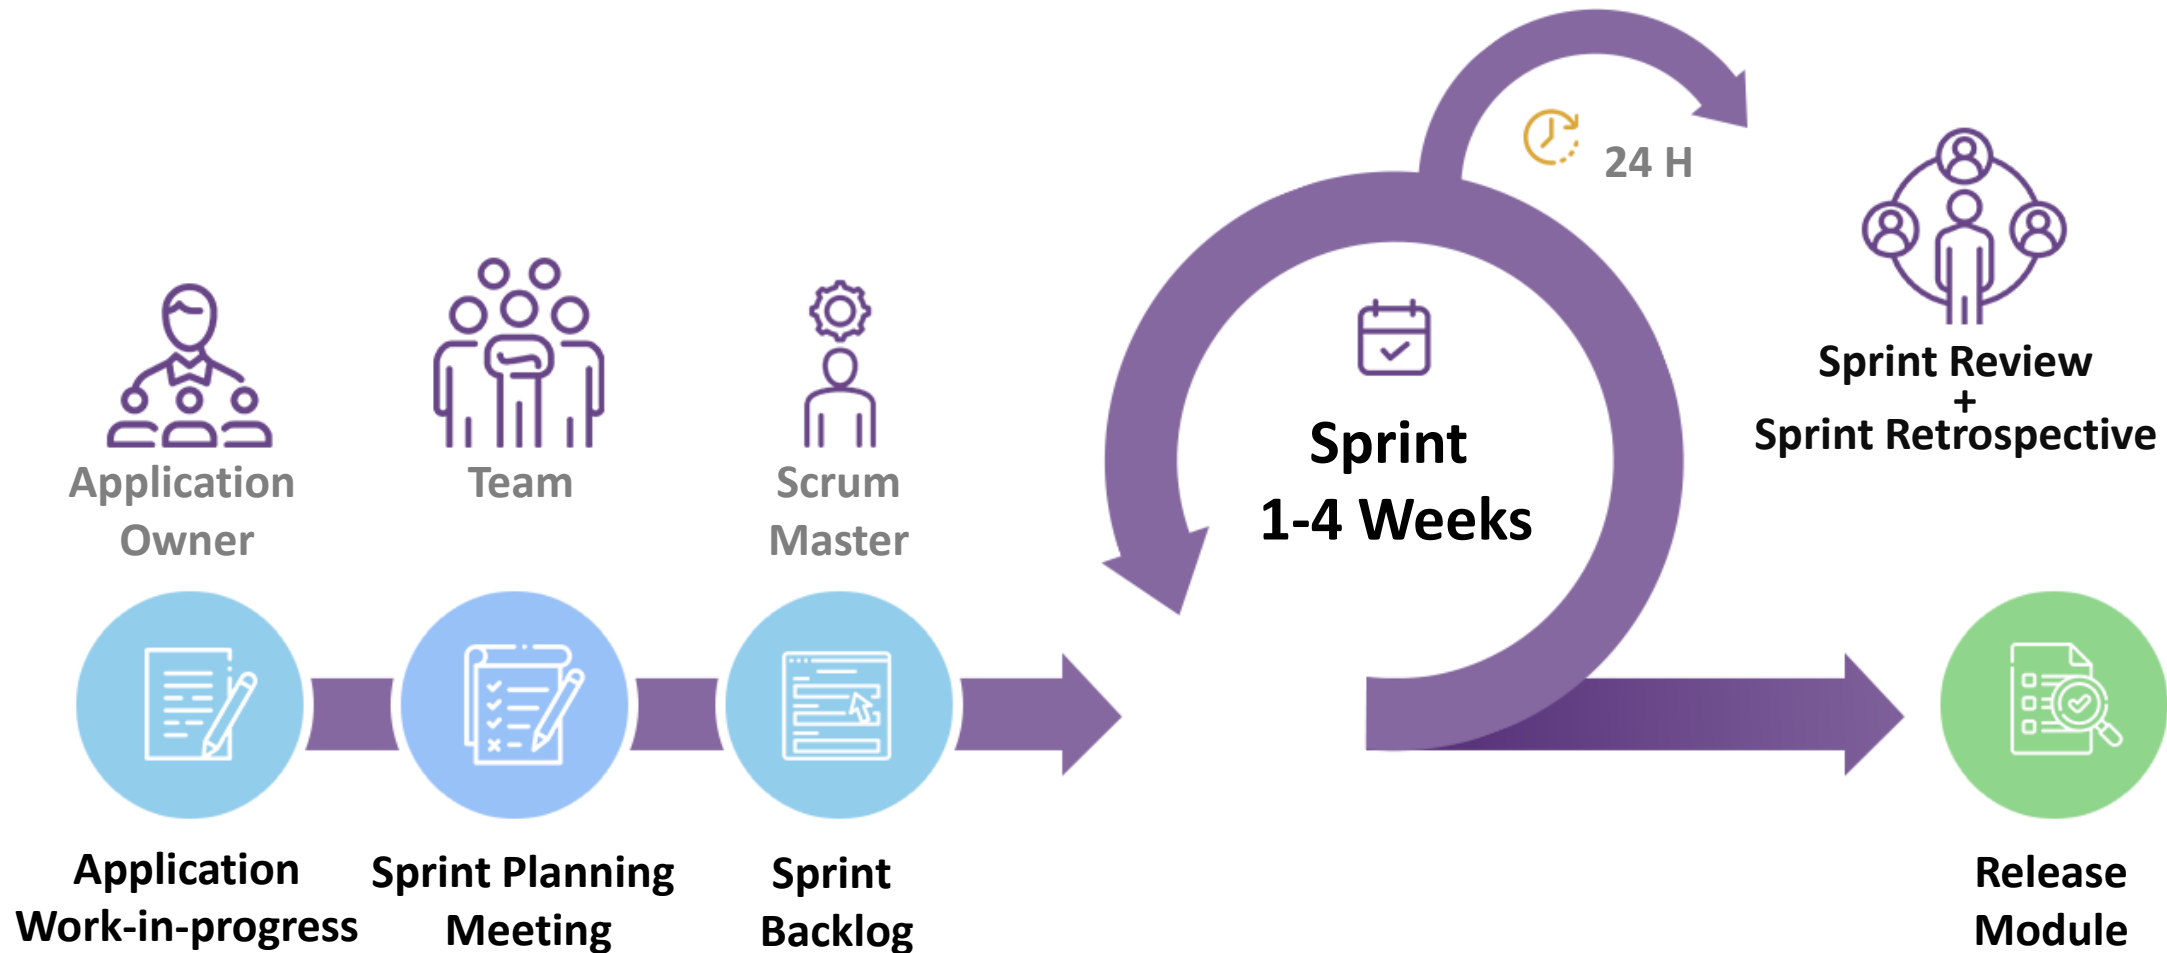 24 H
Application
Owner
Team
Scrum
Master
Sprint
1-4 Weeks
Sprint Review
+
Sprint Retrospective
Application
Work-in-progress
Sprint Planning
Meeting
Sprint
Backlog
Release
Module